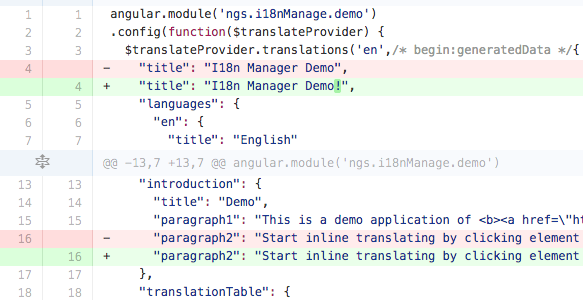 1 1 angular.module('ngs.i18nManage.demo')
2 2 .config(function($translateProvider) {
3 3 $translateProvider.translations('en',/* begin:generatedData */{
4 - "title": "I18n Manager Demo",
4 + "title": "I18n Manager Demo!",
5 5 "languages": {
6 6 "en": {
7 7 "title": "English"
@@ -13,7 +13,7 @@ angular.module('ngs.i18nManage.demo')
13 13 "introduction": {
14 14 "title": "Demo",
15 15 "paragraph1": "This is a demo application of <b><a href=\"ht
16 - "paragraph2": "Start inline translating by clicking element
16 + "paragraph2": "Start inline translating by clicking element
17 17 },
18 18 "translationTable": {